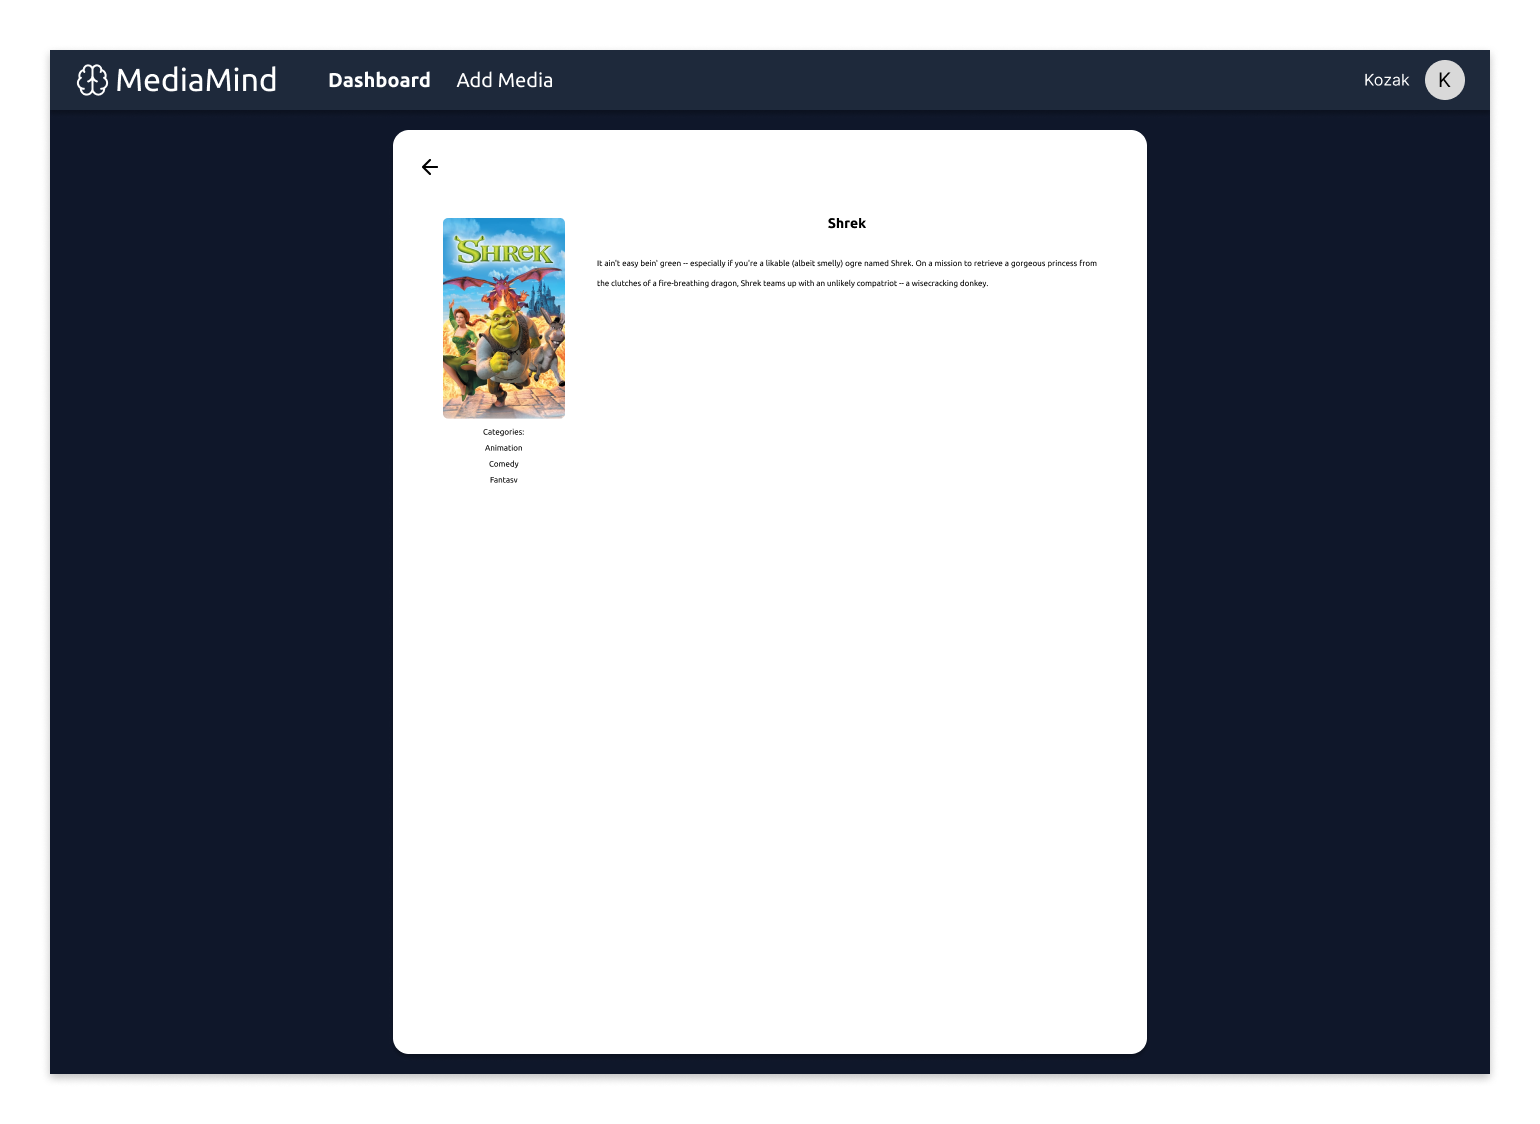 MediaMind
Dashboard
Add Media
Kozak
K
SHREK
Shrek
It ain't easy bein' green -- especially if you're a likable (albeit smelly) ogre named Shrek. On a mission to retrieve a gorgeous princess from
the clutches of a fire-breathing dragon, Shrek teams up with an unlikely compatriot -- a wisecracking donkey.
Categories:
Animation
Comedy
Fantasy